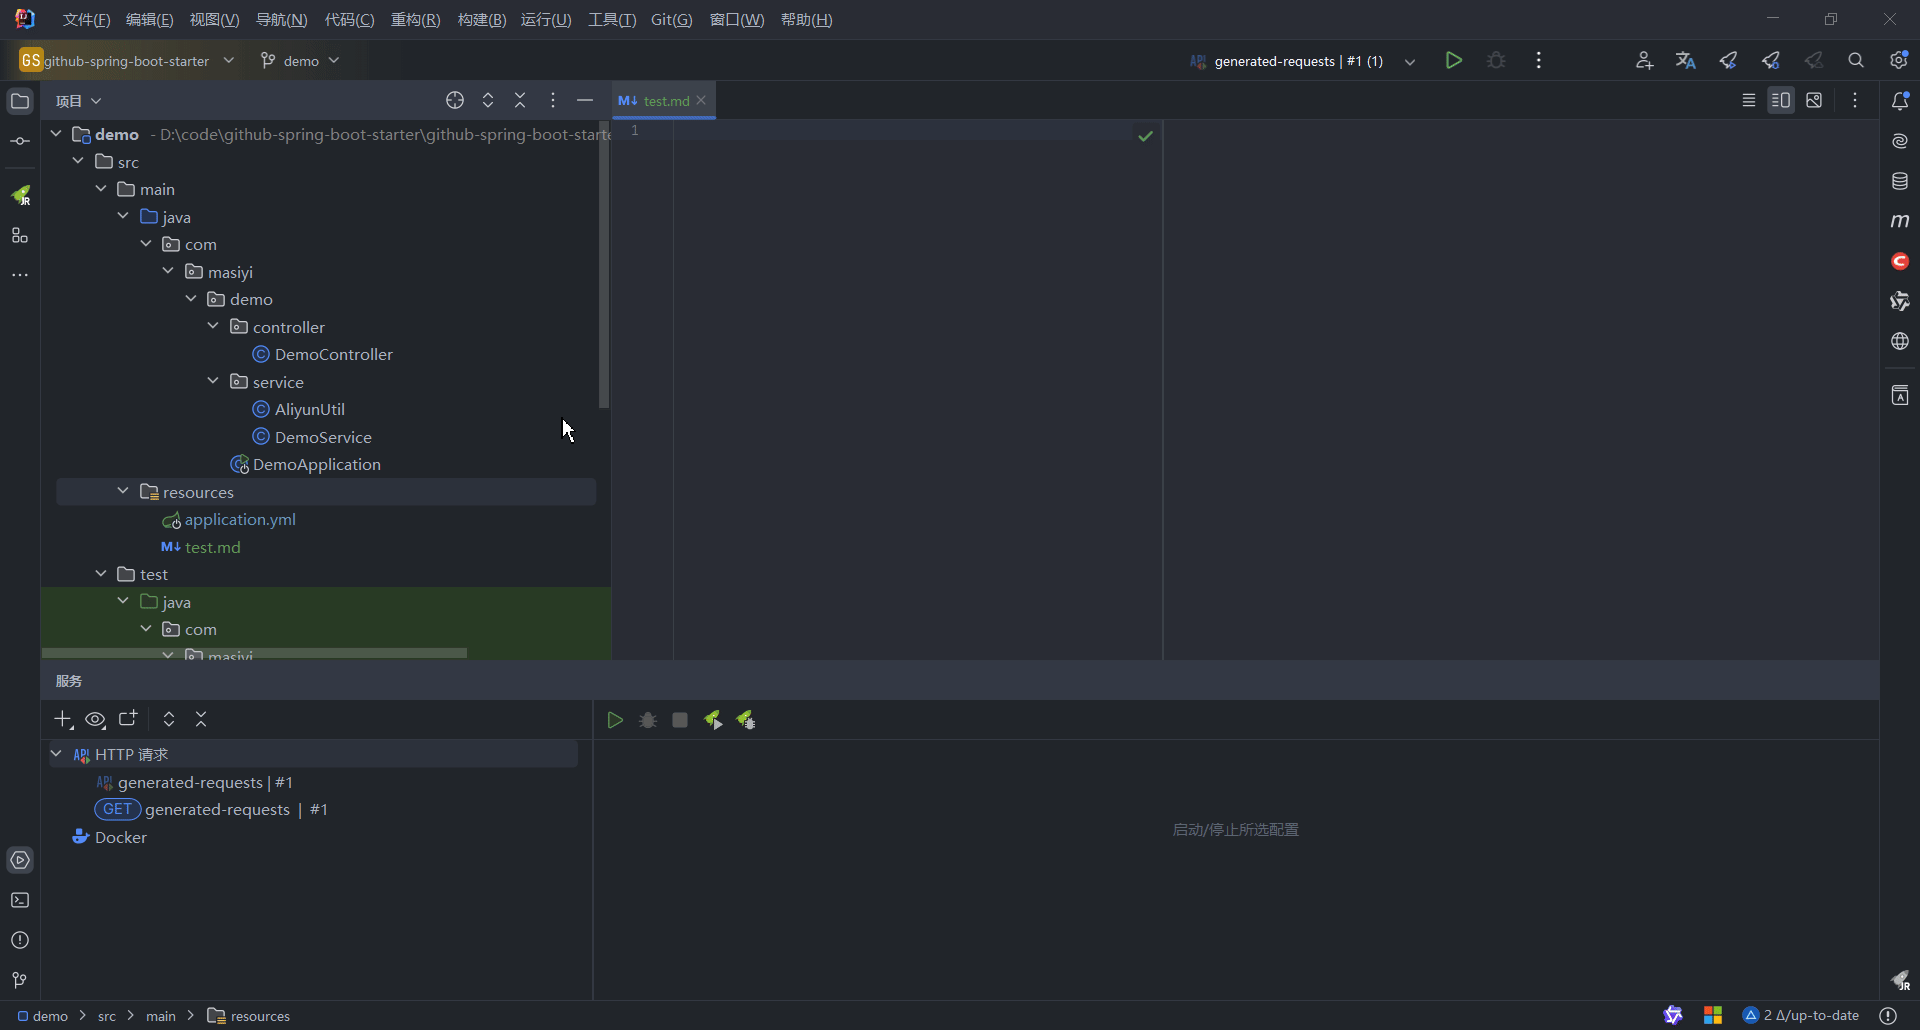 文件(F) 编辑(E) 视图(V) 导航(N) 代码(C) 重构(R) 构建(B) 运行(U) 工具(T) Git(G) 窗口(W) 帮助(H)
GS github-spring-boot-starter demo API generated-requests | #1 (1)
项目 M↓ test.md
demo - D:\code\github-spring-boot-starter\github-spring-boot-starte
1
src
main
java
com
masiyi
demo
controller
DemoController
service
AliyunUtil
DemoService
DemoApplication
resources
application.yml
M↓ test.md
test
java
com
masiyi
服务
API HTTP 请求
API generated-requests | #1
GET generated-requests | #1
Docker
启动/停止所选配置
demo > src > main > resources 2 Δ/up-to-date